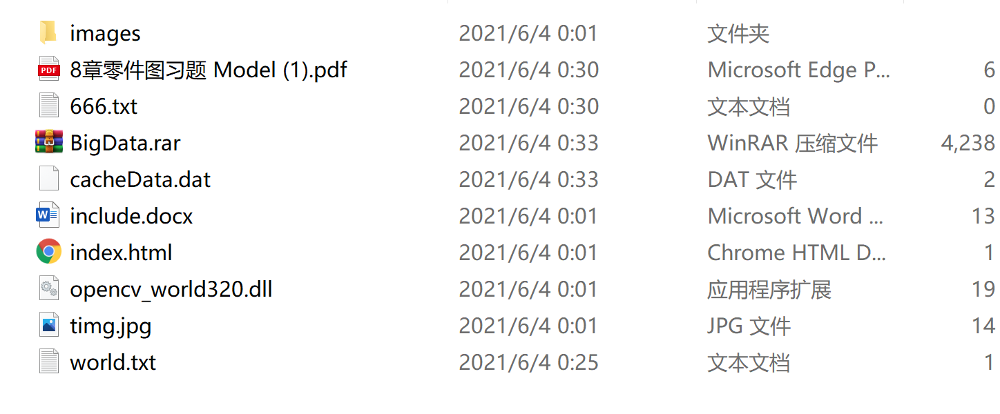 images 2021/6/4 0:01 文件夹
PDF 8章零件图习题 Model (1).pdf 2021/6/4 0:30 Microsoft Edge P... 6
666.txt 2021/6/4 0:30 文本文档 0
BigData.rar 2021/6/4 0:33 WinRAR 压缩文件 4,238
cacheData.dat 2021/6/4 0:33 DAT 文件 2
W include.docx 2021/6/4 0:01 Microsoft Word ... 13
index.html 2021/6/4 0:01 Chrome HTML D... 1
opencv_world320.dll 2021/6/4 0:01 应用程序扩展 19
timg.jpg 2021/6/4 0:01 JPG 文件 14
world.txt 2021/6/4 0:25 文本文档 1